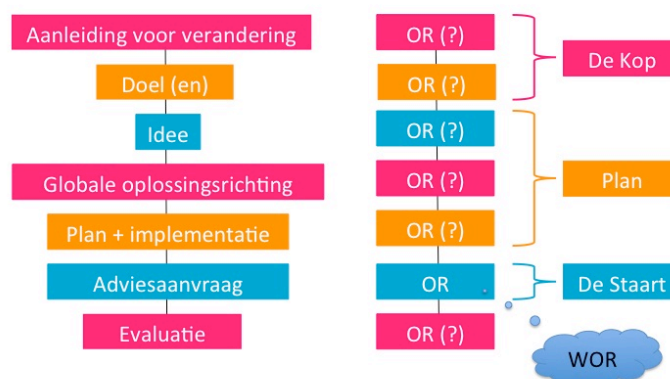 Aanleiding voor verandering
OR (?)
De Kop
Doel (en)
OR (?)
Idee
OR (?)
Globale oplossingsrichting
OR (?)
Plan
Plan + implementatie
OR (?)
Adviesaanvraag
OR
De Staart
Evaluatie
OR (?)
WOR